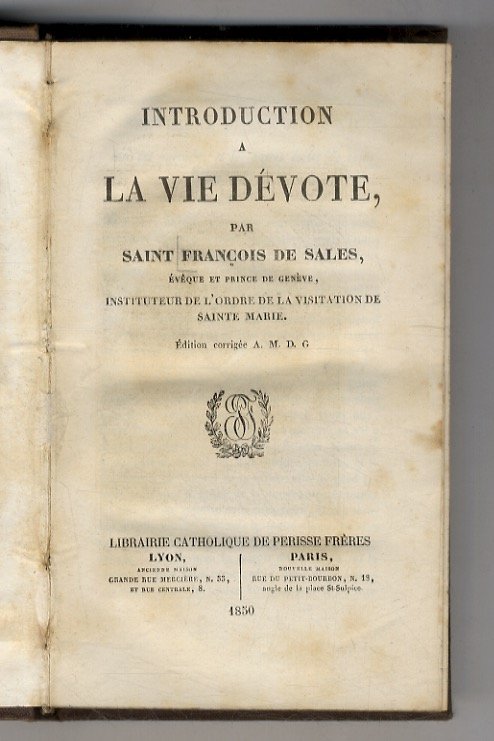 INTRODUCTION
A
LA VIE DÉVOTE,
PAR
SAINT FRANÇOIS DE SALES,
ÉVÊQUE ET PRINCE DE GENÈVE,
INSTITUTEUR DE L'ORDRE DE LA VISITATION DE
SAINTE MARIE.
Édition corrigée A. M. D. G
LIBRAIRIE CATHOLIQUE DE PERISSE FRÈRES
LYON,
ANCIENNE MAISON
GRANDE RUE MERCIÈRE, N. 33,
ET RUE CENTRALE, 8.
PARIS,
NOUVELLE MAISON
RUE DU PETIT-BOURBON, N. 18,
angle de la place St-Sulpice.
1850